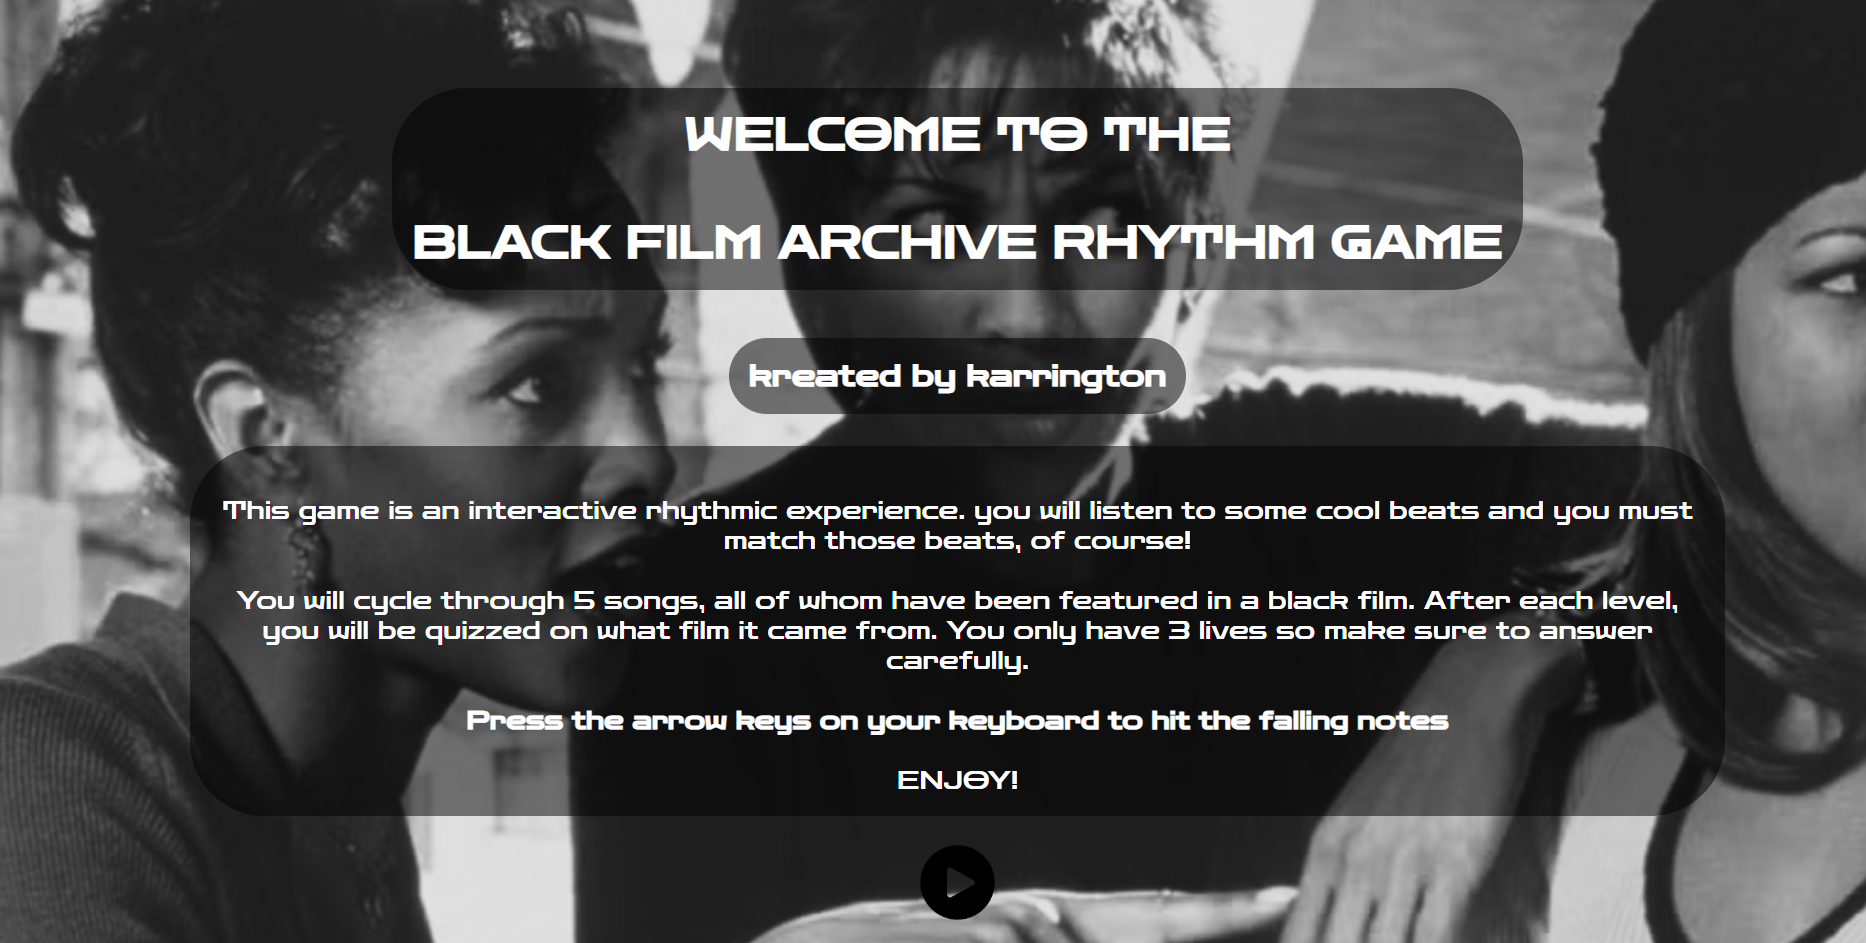 WELCOME TO THE
BLACK FILM ARCHIVE RHYTHM GAME
kreated by karrington
This game is an interactive rhythmic experience. you will listen to some cool beats and you must
match those beats, of course!
You will cycle through 5 songs, all of whom have been featured in a black film. After each level,
you will be quizzed on what film it came from. You only have 3 lives so make sure to answer
carefully.
Press the arrow keys on your keyboard to hit the falling notes
ENJOY!